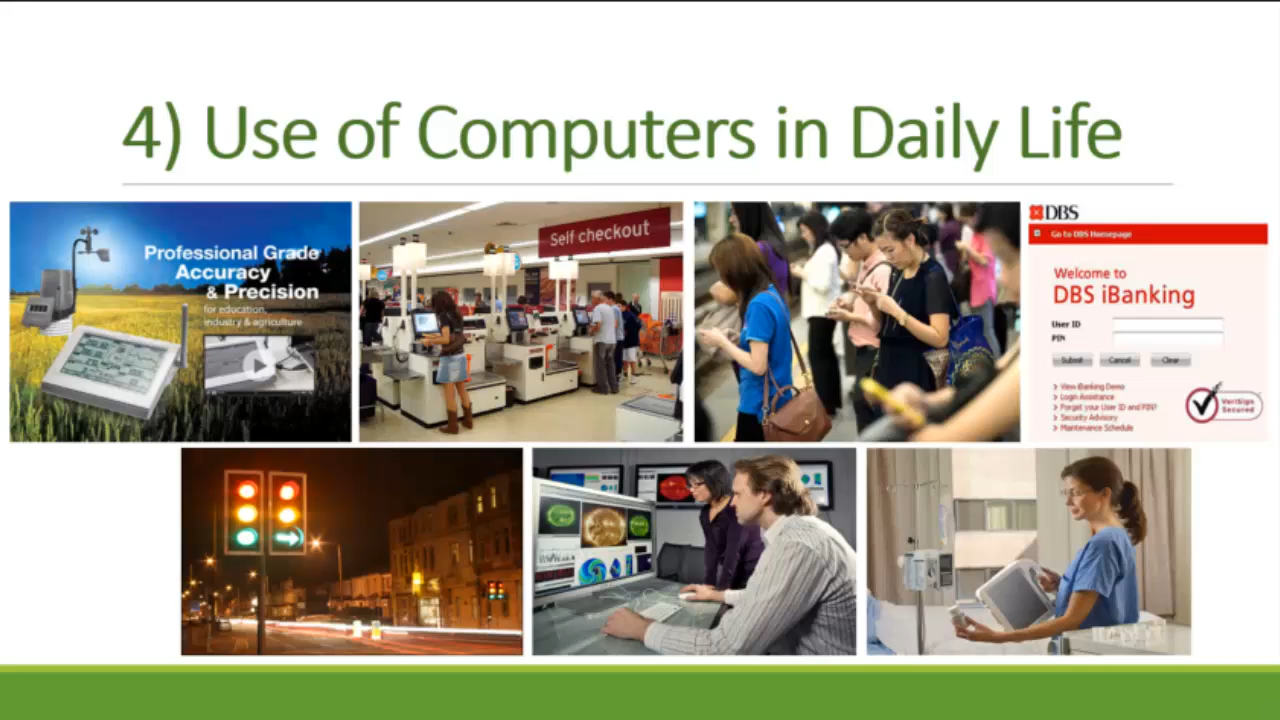 4) Use of Computers in Daily Life
Professional Grade
Accuracy
& Precision
for education,
industry & agriculture
Self checkout
DBS
Go to DBS Homepage
Welcome to
DBS iBanking
User ID
PIN
Submit Cancel Clear
> View iBanking Demo
> Login Assistance
> Forget your User ID and PIN?
> Security Advisory
> Maintenance Schedule
VeriSign
Secured